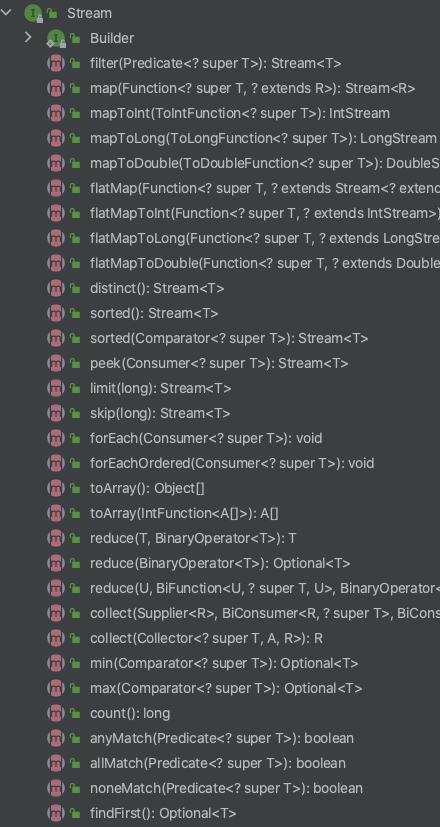 Stream
Builder
filter(Predicate<? super T>): Stream<T>
map(Function<? super T, ? extends R>): Stream<R>
mapToInt(ToIntFunction<? super T>): IntStream
mapToLong(ToLongFunction<? super T>): LongStream
mapToDouble(ToDoubleFunction<? super T>): DoubleS
flatMap(Function<? super T, ? extends Stream<? extend
flatMapToInt(Function<? super T, ? extends IntStream>)
flatMapToLong(Function<? super T, ? extends LongStre
flatMapToDouble(Function<? super T, ? extends Double
distinct(): Stream<T>
sorted(): Stream<T>
sorted(Comparator<? super T>): Stream<T>
peek(Consumer<? super T>): Stream<T>
limit(long): Stream<T>
skip(long): Stream<T>
forEach(Consumer<? super T>): void
forEachOrdered(Consumer<? super T>): void
toArray(): Object[]
toArray(IntFunction<A[]>): A[]
reduce(T, BinaryOperator<T>): T
reduce(BinaryOperator<T>): Optional<T>
reduce(U, BiFunction<U, ? super T, U>, BinaryOperator<
collect(Supplier<R>, BiConsumer<R, ? super T>, BiCons
collect(Collector<? super T, A, R>): R
min(Comparator<? super T>): Optional<T>
max(Comparator<? super T>): Optional<T>
count(): long
anyMatch(Predicate<? super T>): boolean
allMatch(Predicate<? super T>): boolean
noneMatch(Predicate<? super T>): boolean
findFirst(): Optional<T>